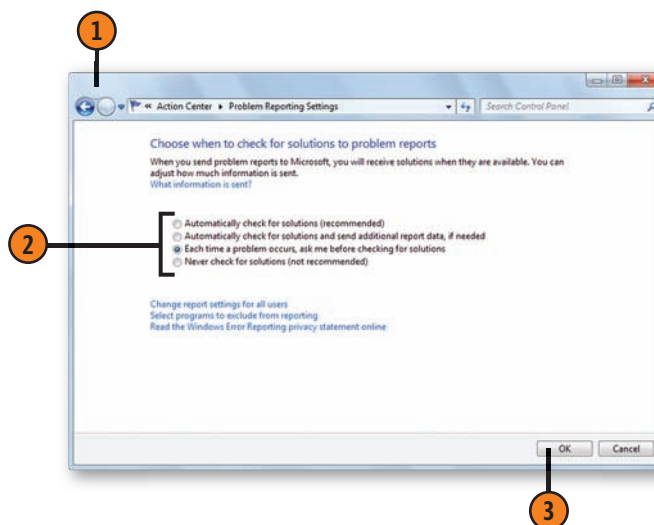 1
« Action Center ▸ Problem Reporting Settings
Search Control Panel
Choose when to check for solutions to problem reports
When you send problem reports to Microsoft, you will receive solutions when they are available. You can
adjust how much information is sent.
What information is sent?
2
Automatically check for solutions (recommended)
Automatically check for solutions and send additional report data, if needed
Each time a problem occurs, ask me before checking for solutions
Never check for solutions (not recommended)
Change report settings for all users
Select programs to exclude from reporting
Read the Windows Error Reporting privacy statement online
OK
Cancel
3